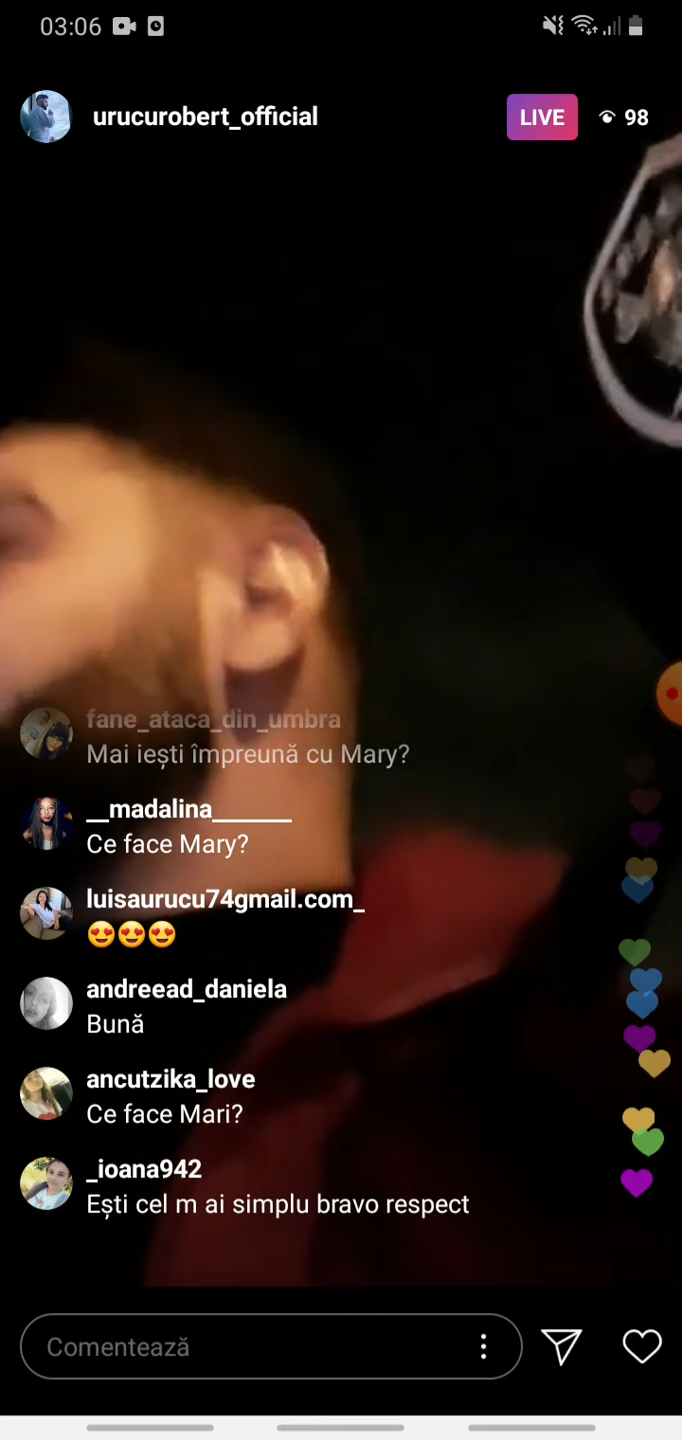 03:06
urucurobert_official
LIVE
98
fane_ataca_din_umbra
Mai iești împreună cu Mary?
__madalina______
Ce face Mary?
luisaurucu74gmail.com_
😍😍😍
andreead_daniela
Bună
ancutzika_love
Ce face Mari?
_ioana942
Ești cel m ai simplu bravo respect
Comentează